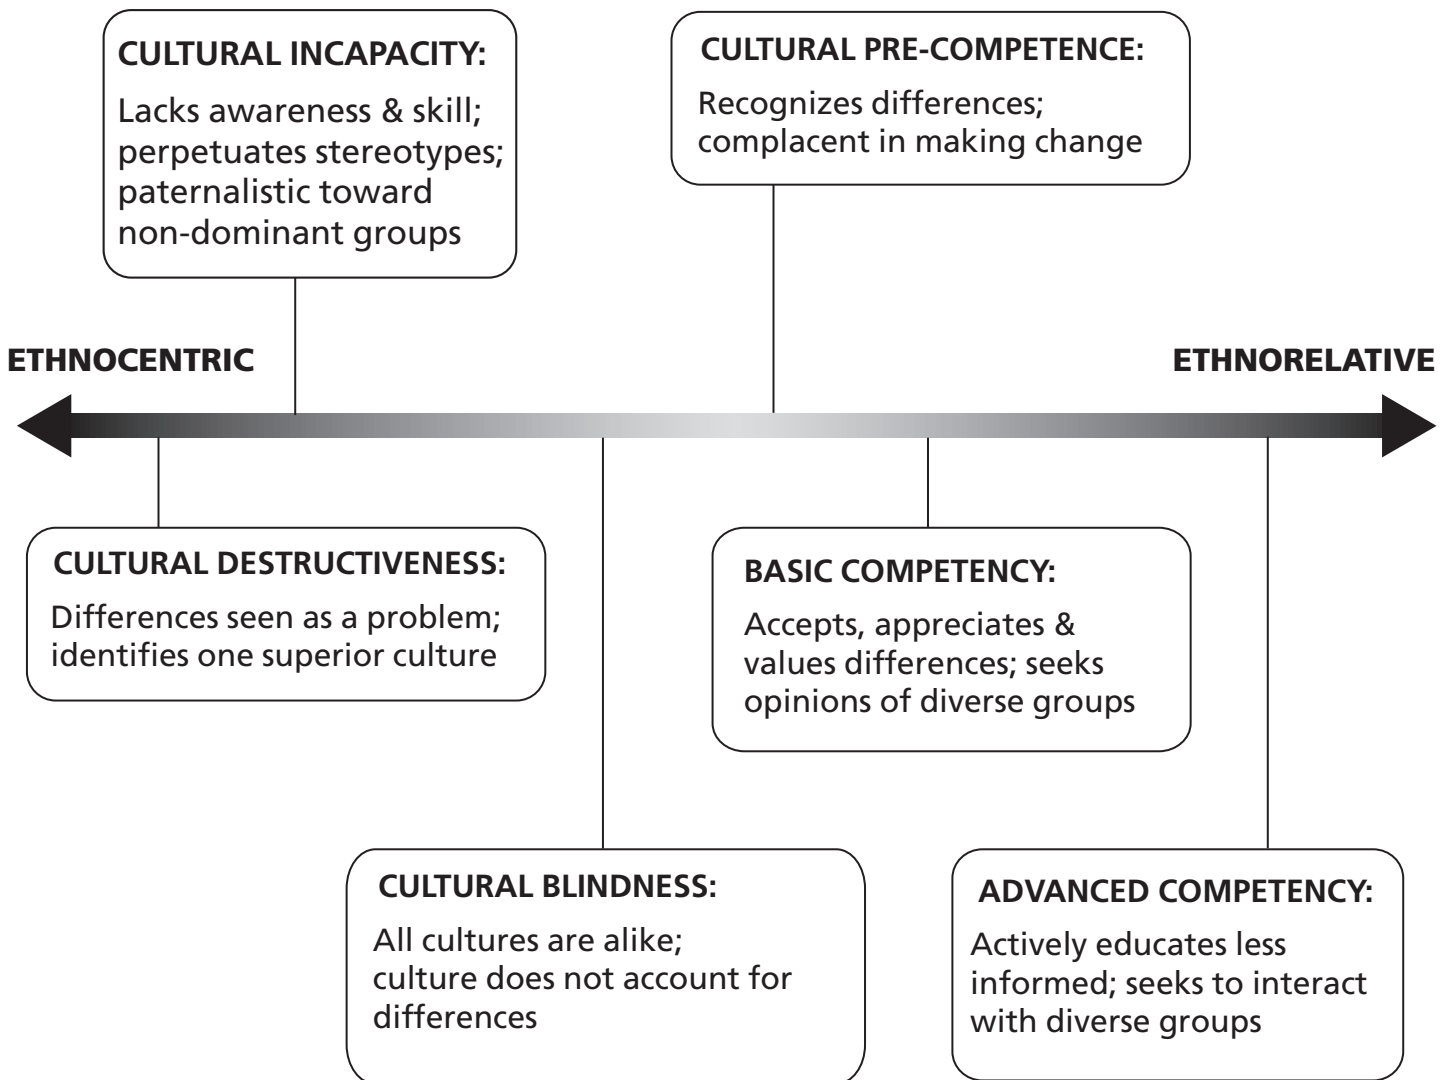 CULTURAL INCAPACITY:
Lacks awareness & skill;
perpetuates stereotypes;
paternalistic toward
non-dominant groups
CULTURAL PRE-COMPETENCE:
Recognizes differences;
complacent in making change
ETHNOCENTRIC
ETHNORELATIVE
CULTURAL DESTRUCTIVENESS:
Differences seen as a problem;
identifies one superior culture
BASIC COMPETENCY:
Accepts, appreciates &
values differences; seeks
opinions of diverse groups
CULTURAL BLINDNESS:
All cultures are alike;
culture does not account for
differences
ADVANCED COMPETENCY:
Actively educates less
informed; seeks to interact
with diverse groups